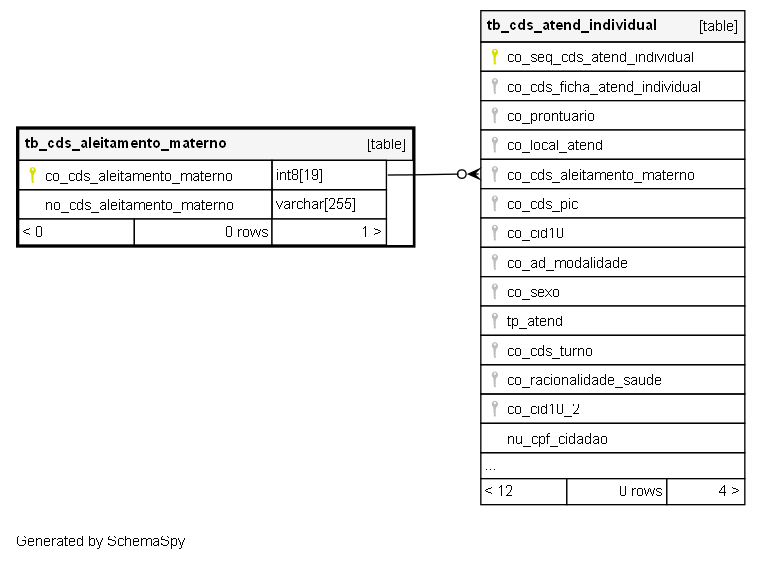 tb_cds_atend_individual [table]
co_seq_cds_atend_individual
co_cds_ficha_atend_individual
co_prontuario
co_local_atend
co_cds_aleitamento_materno
co_cds_pic
co_cid10
co_ad_modalidade
co_sexo
tp_atend
co_cds_turno
co_racionalidade_saude
co_cid10_2
nu_cpf_cidadao
...
< 12 0 rows 4 >
tb_cds_aleitamento_materno [table]
co_cds_aleitamento_materno int8[19]
no_cds_aleitamento_materno varchar[255]
< 0 0 rows 1 >
Generated by SchemaSpy